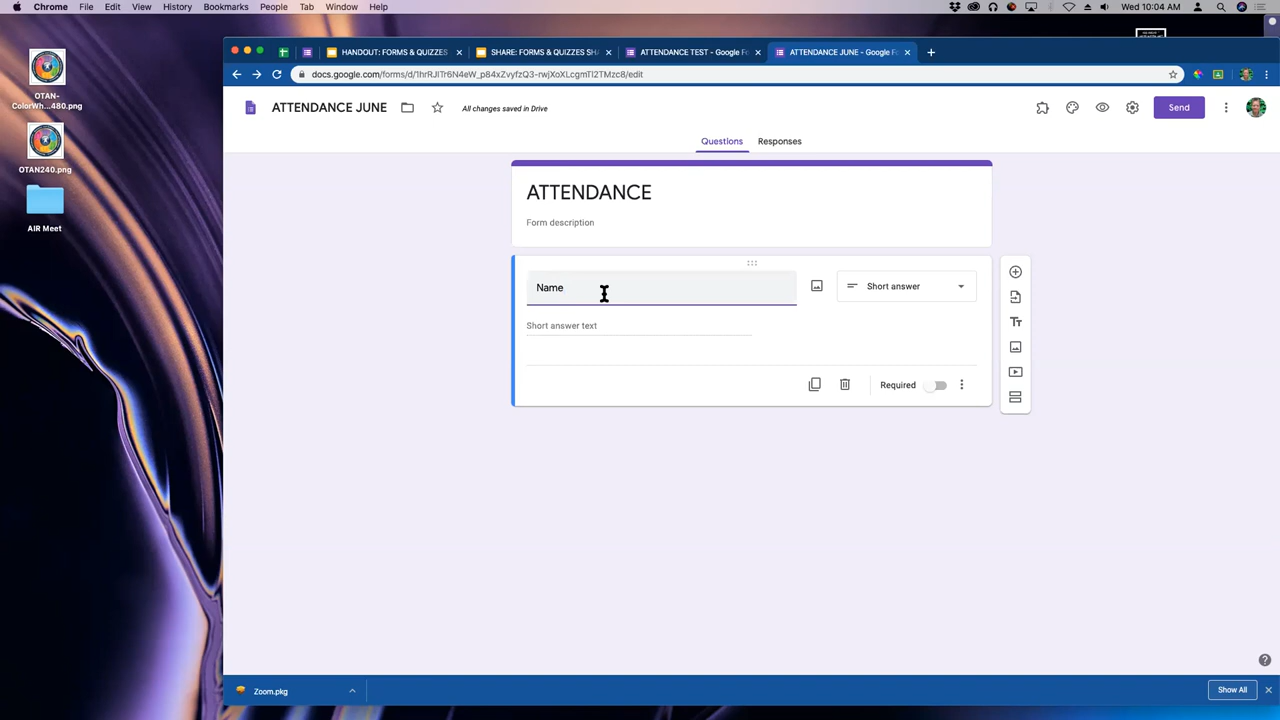 Chrome File Edit View History Bookmarks People Tab Window Help Wed 10:04 AM
HANDOUT: FORMS & QUIZZES
SHARE: FORMS & QUIZZES SH
ATTENDANCE TEST - Google Fo
ATTENDANCE JUNE - Google Fo
docs.google.com/forms/d/1hrRJlTr6N4eW_p84xZvyfzQ3-rwjXoXLcgmTl2TMzc8/edit
OTAN-
ColorWh...480.png
OTAN240.png
AIR Meet
ATTENDANCE JUNE
All changes saved in Drive
Send
Questions Responses
ATTENDANCE
Form description
Name
Short answer
Short answer text
Required
Zoom.pkg
Show All